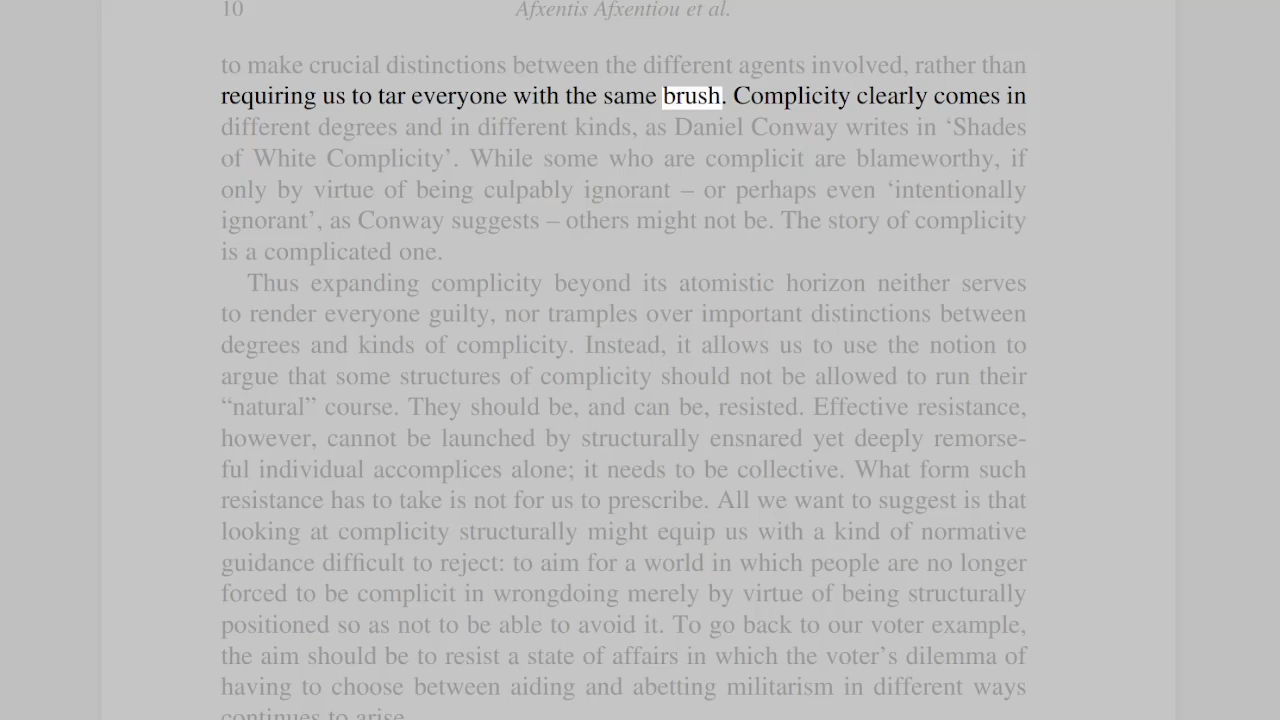 10 Afxentis Afxentiou et al.
to make crucial distinctions between the different agents involved, rather than
requiring us to tar everyone with the same brush. Complicity clearly comes in
different degrees and in different kinds, as Daniel Conway writes in ‘Shades
of White Complicity’. While some who are complicit are blameworthy, if
only by virtue of being culpably ignorant – or perhaps even ‘intentionally
ignorant’, as Conway suggests – others might not be. The story of complicity
is a complicated one.
Thus expanding complicity beyond its atomistic horizon neither serves
to render everyone guilty, nor tramples over important distinctions between
degrees and kinds of complicity. Instead, it allows us to use the notion to
argue that some structures of complicity should not be allowed to run their
“natural” course. They should be, and can be, resisted. Effective resistance,
however, cannot be launched by structurally ensnared yet deeply remorse-
ful individual accomplices alone; it needs to be collective. What form such
resistance has to take is not for us to prescribe. All we want to suggest is that
looking at complicity structurally might equip us with a kind of normative
guidance difficult to reject: to aim for a world in which people are no longer
forced to be complicit in wrongdoing merely by virtue of being structurally
positioned so as not to be able to avoid it. To go back to our voter example,
the aim should be to resist a state of affairs in which the voter’s dilemma of
having to choose between aiding and abetting militarism in different ways
continues to arise.